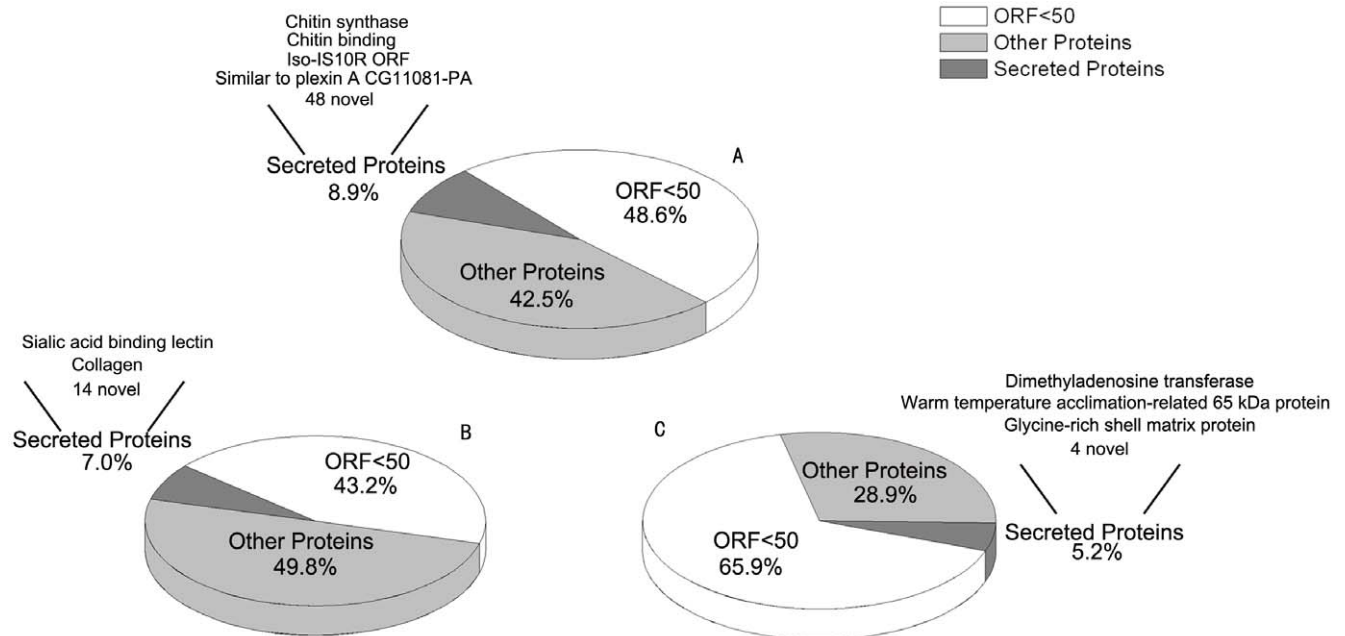 Chitin synthase
Chitin binding
Iso-IS10R ORF
Similar to plexin A CG11081-PA
48 novel
Secreted Proteins
8.9%
ORF<50
Other Proteins
Secreted Proteins
A
ORF<50
48.6%
Other Proteins
42.5%
Sialic acid binding lectin
Collagen
14 novel
Secreted Proteins
7.0%
B
ORF<50
43.2%
Other Proteins
49.8%
C
Other Proteins
28.9%
ORF<50
65.9%
Dimethyladenosine transferase
Warm temperature acclimation-related 65 kDa protein
Glycine-rich shell matrix protein
4 novel
Secreted Proteins
5.2%